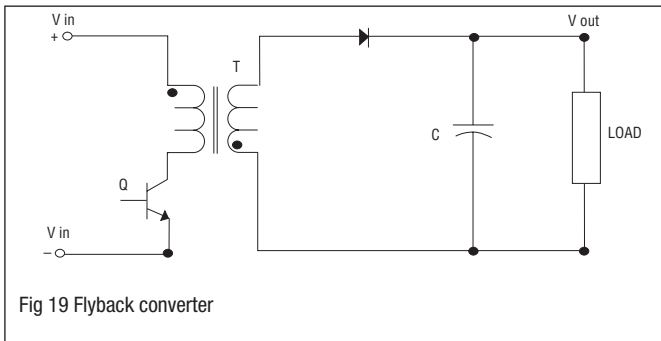 V in
+
T
V out
C
LOAD
Q
V in
–
Fig 19 Flyback converter